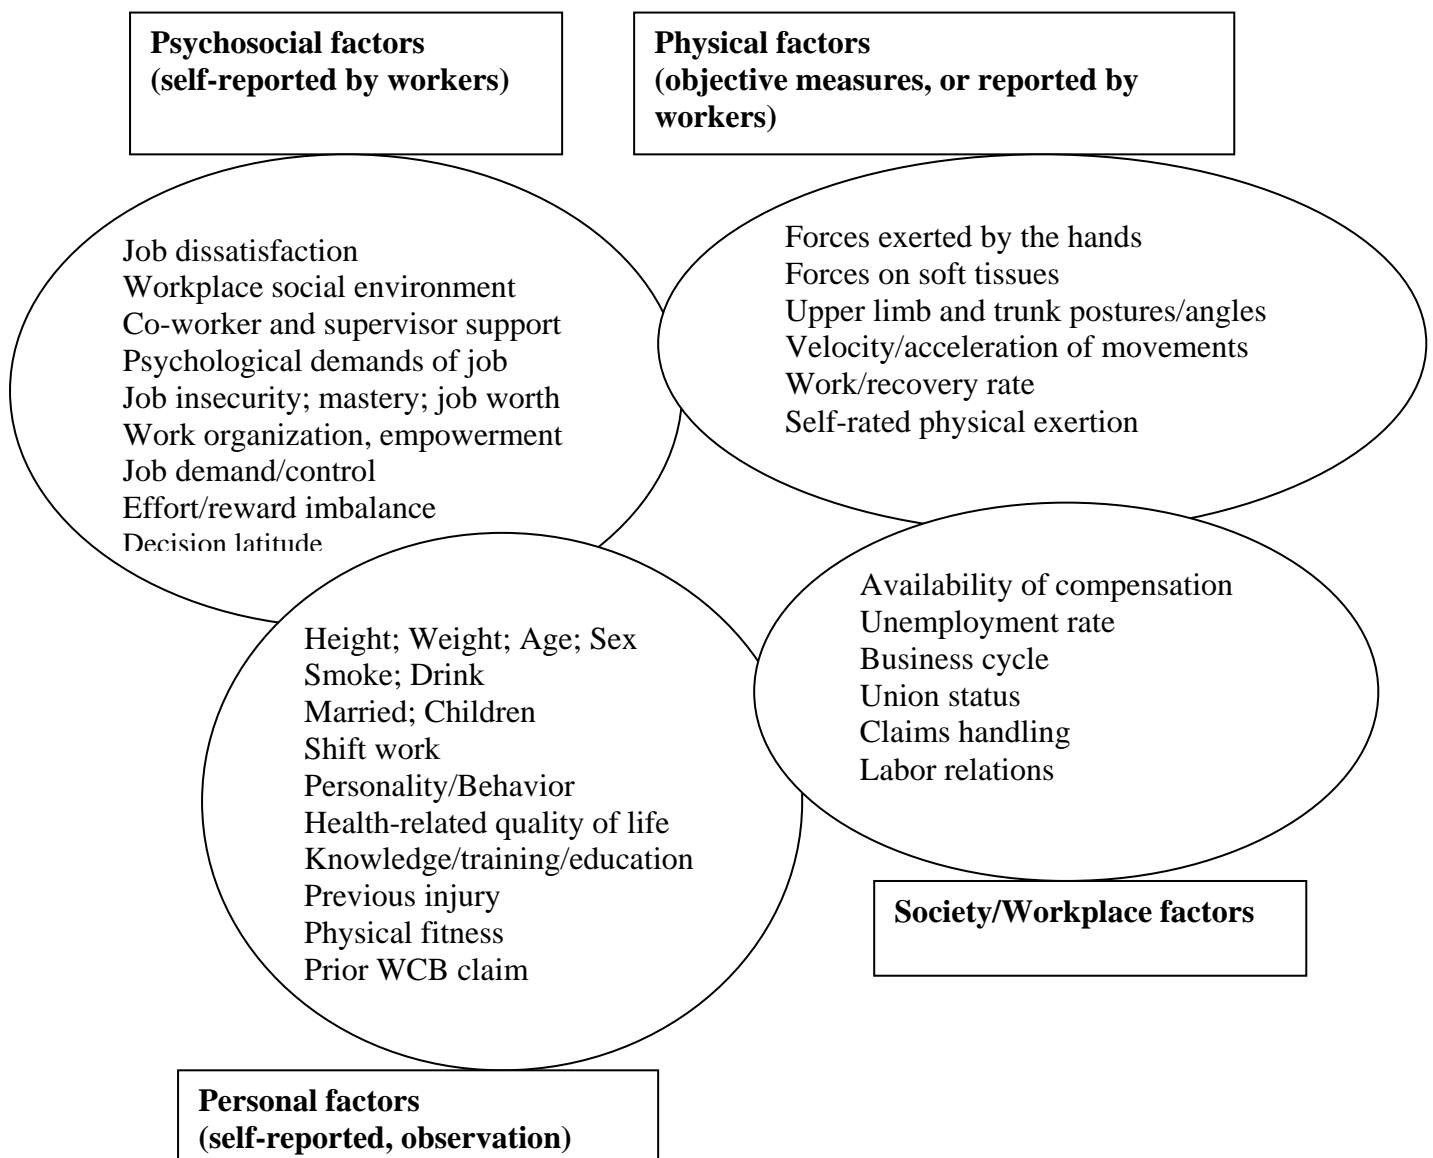 Psychosocial factors
(self-reported by workers)
Physical factors
(objective measures, or reported by
workers)
Job dissatisfaction
Workplace social environment
Co-worker and supervisor support
Psychological demands of job
Job insecurity; mastery; job worth
Work organization, empowerment
Job demand/control
Effort/reward imbalance
Decision latitude
Forces exerted by the hands
Forces on soft tissues
Upper limb and trunk postures/angles
Velocity/acceleration of movements
Work/recovery rate
Self-rated physical exertion
Height; Weight; Age; Sex
Smoke; Drink
Married; Children
Shift work
Personality/Behavior
Health-related quality of life
Knowledge/training/education
Previous injury
Physical fitness
Prior WCB claim
Availability of compensation
Unemployment rate
Business cycle
Union status
Claims handling
Labor relations
Society/Workplace factors
Personal factors
(self-reported, observation)